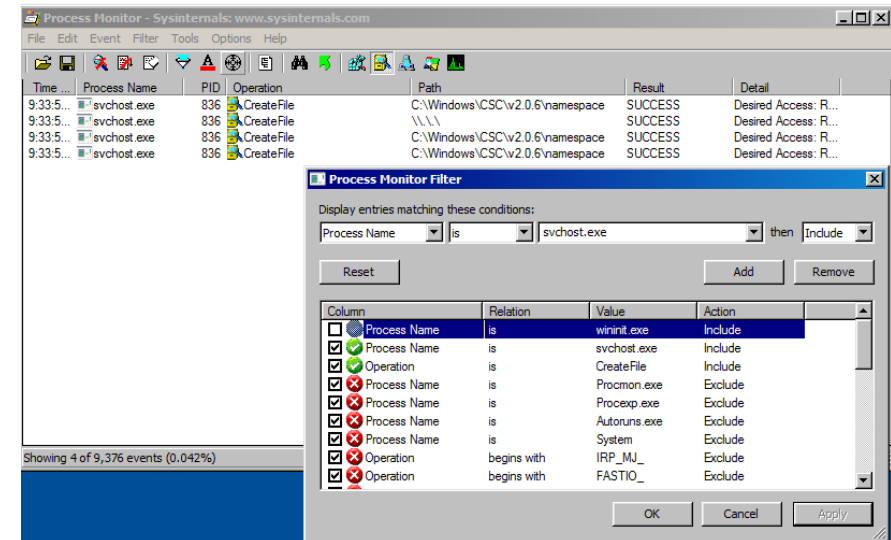 Process Monitor - Sysinternals: www.sysinternals.com
File Edit Event Filter Tools Options Help
Time ... Process Name PID Operation Path Result Detail
9:33:5... svchost.exe 836 CreateFile C:\Windows\CSC\v2.0.6\namespace SUCCESS Desired Access: R...
9:33:5... svchost.exe 836 CreateFile \\.\.\ SUCCESS Desired Access: R...
9:33:5... svchost.exe 836 CreateFile C:\Windows\CSC\v2.0.6\namespace SUCCESS Desired Access: R...
9:33:5... svchost.exe 836 CreateFile C:\Windows\CSC\v2.0.6\namespace SUCCESS Desired Access: R...
Process Monitor Filter
Display entries matching these conditions:
Process Name is svchost.exe then Include
Reset Add Remove
Column Relation Value Action
Process Name is wininit.exe Include
Process Name is svchost.exe Include
Operation is CreateFile Include
Process Name is Procmon.exe Exclude
Process Name is Procexp.exe Exclude
Process Name is Autoruns.exe Exclude
Process Name is System Exclude
Operation begins with IRP_MJ_ Exclude
Operation begins with FASTIO_ Exclude
OK Cancel Apply
Showing 4 of 9,376 events (0.042%)